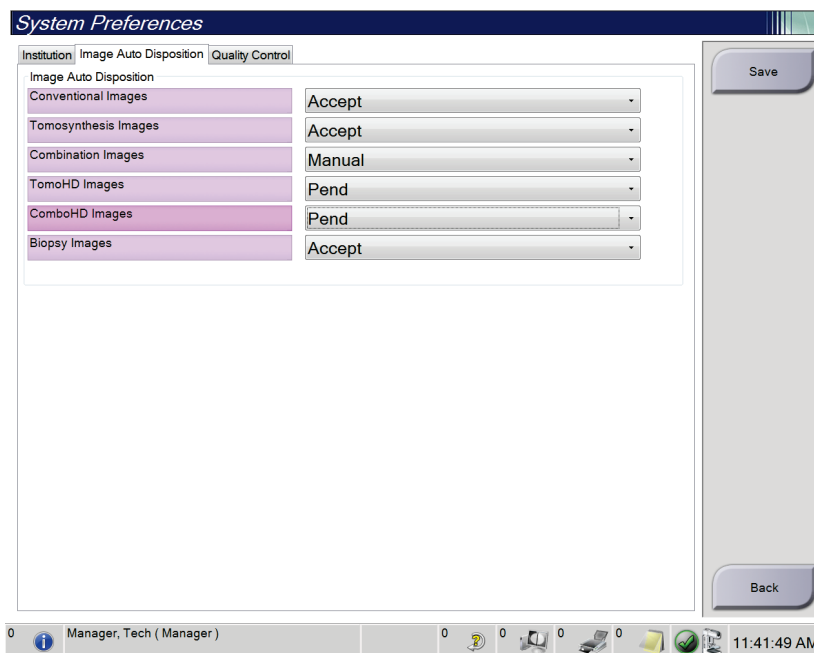 System Preferences
Institution Image Auto Disposition Quality Control
Image Auto Disposition
Conventional Images Accept
Tomosynthesis Images Accept
Combination Images Manual
TomoHD Images Pend
ComboHD Images Pend
Biopsy Images Accept
Save
Back
0 Manager, Tech ( Manager ) 0 0 0 0 11:41:49 AM